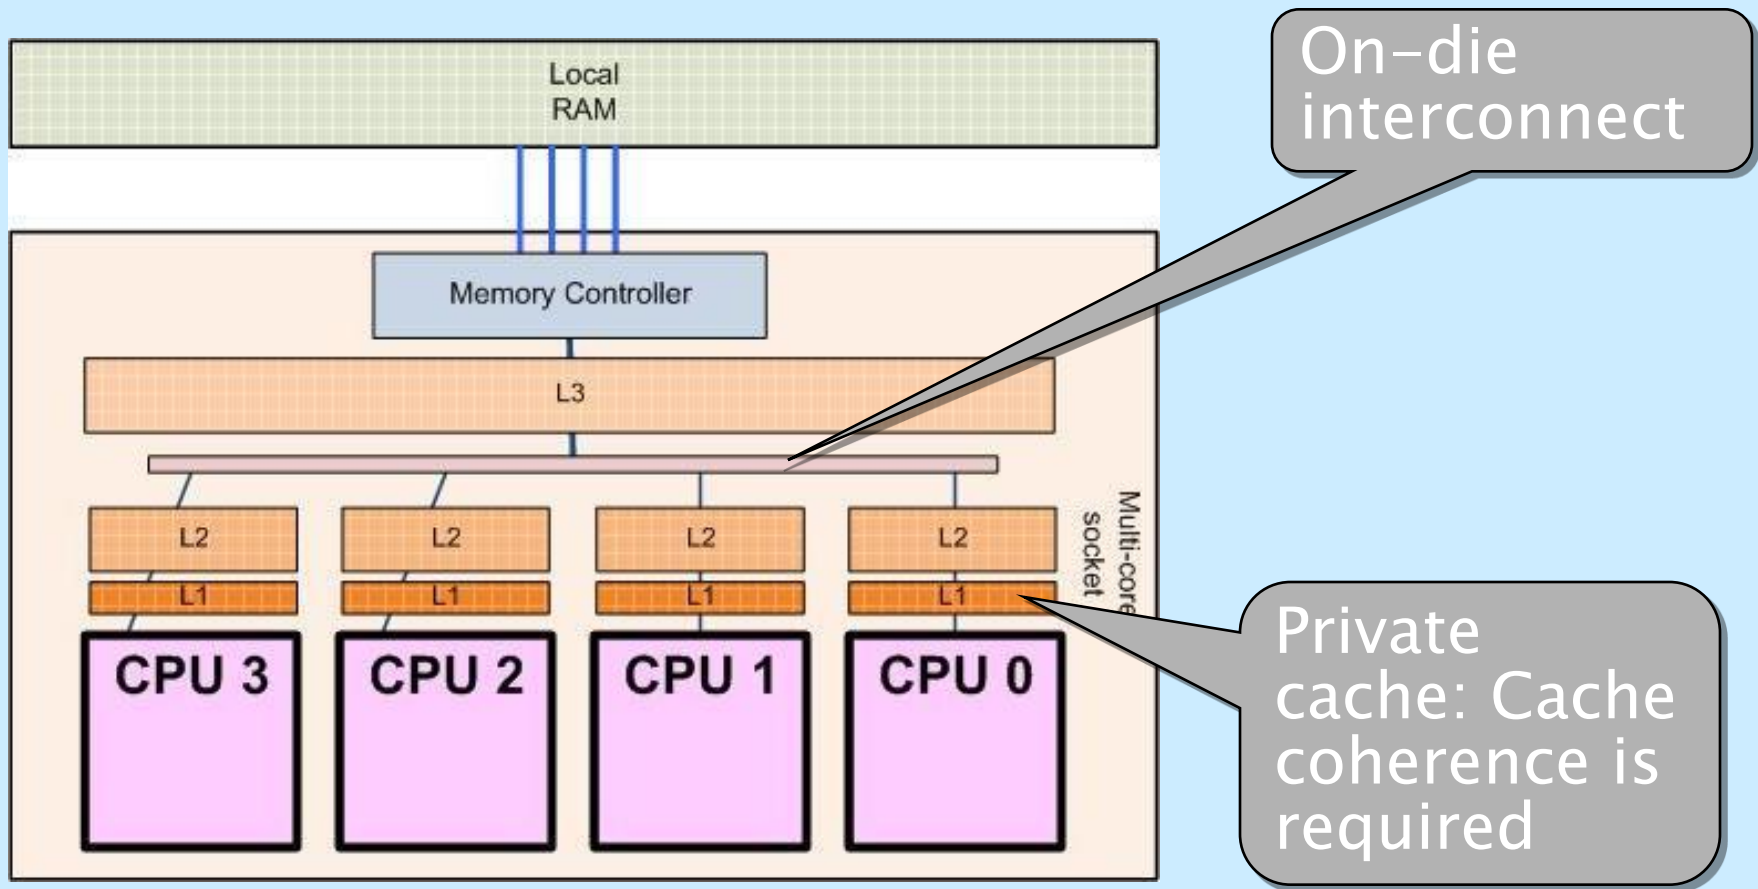 On-die
interconnect
Local
RAM
Memory Controller
L3
L2
L2
L2
L2
L1
L1
L1
L1
CPU 3
CPU 2
CPU 1
CPU 0
Multi-core
socket
Private
cache: Cache
coherence is
required